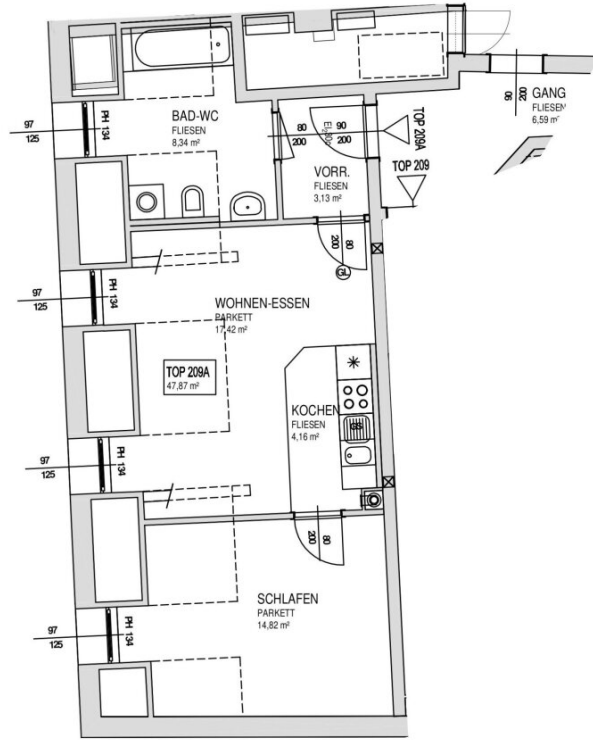 GANG
FLIESEN
6,59 m²
90
200
TOP 209A
TOP 209
BAD-WC
FLIESEN
8,34 m²
97
125
PH 134
80
200
EI₂30c
90
200
VORR.
FLIESEN
3,13 m²
80
200
GL
97
125
PH 134
WOHNEN-ESSEN
PARKETT
17,42 m²
TOP 209A
47,87 m²
KOCHEN
FLIESEN
4,16 m²
GS
97
125
PH 134
80
200
SCHLAFEN
PARKETT
14,82 m²
97
125
PH 134